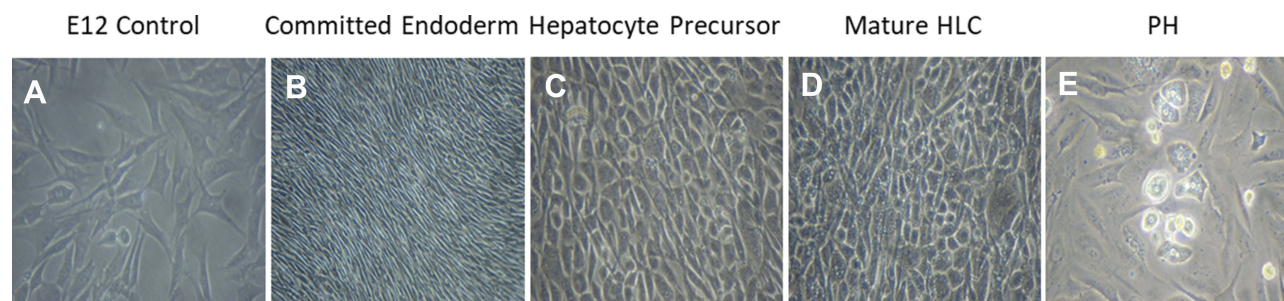 E12 Control Committed Endoderm Hepatocyte Precursor Mature HLC PH
A B C D E